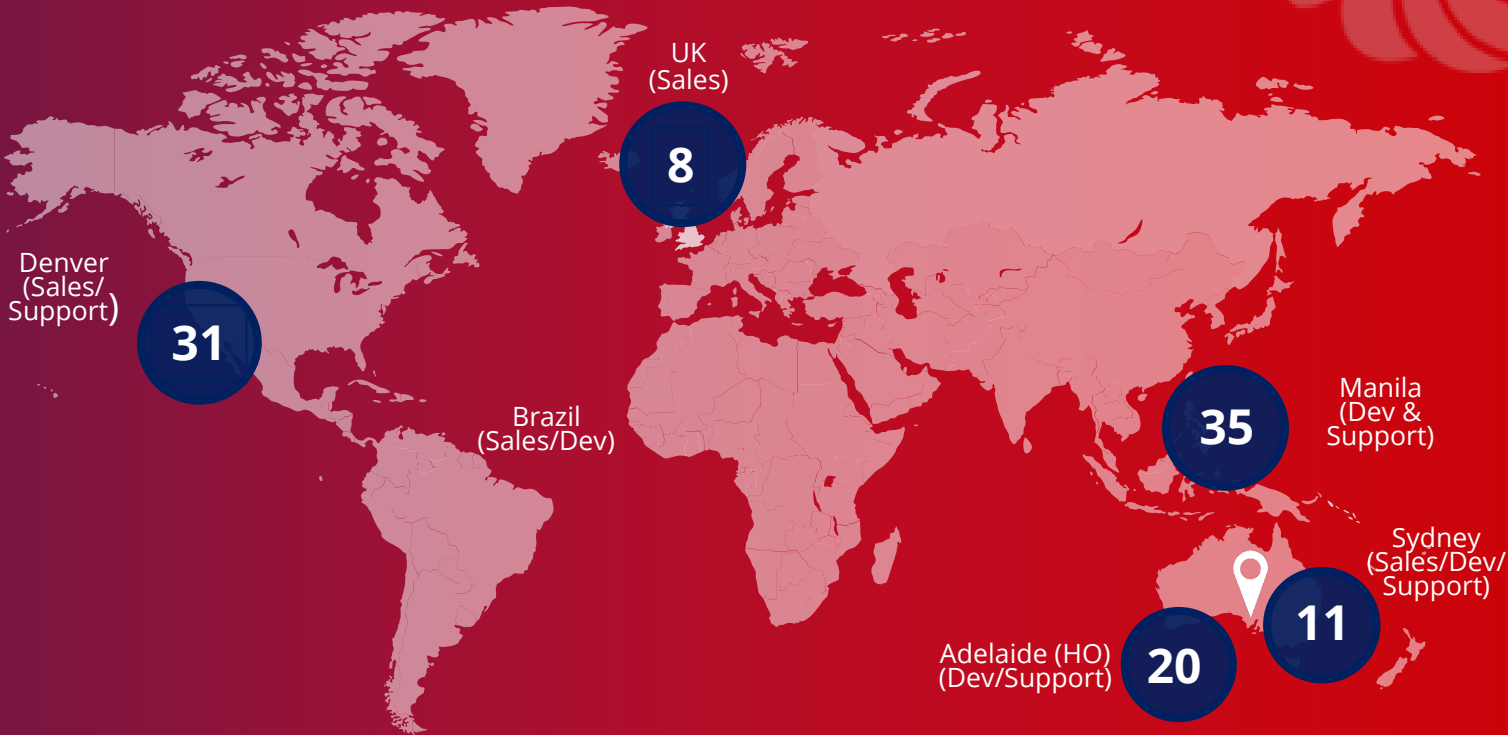 UK
(Sales)
8
Denver
(Sales/
Support)
31
Brazil
(Sales/Dev)
Manila
(Dev &
Support)
35
Sydney
(Sales/Dev/
Support)
11
Adelaide (HO)
(Dev/Support)
20